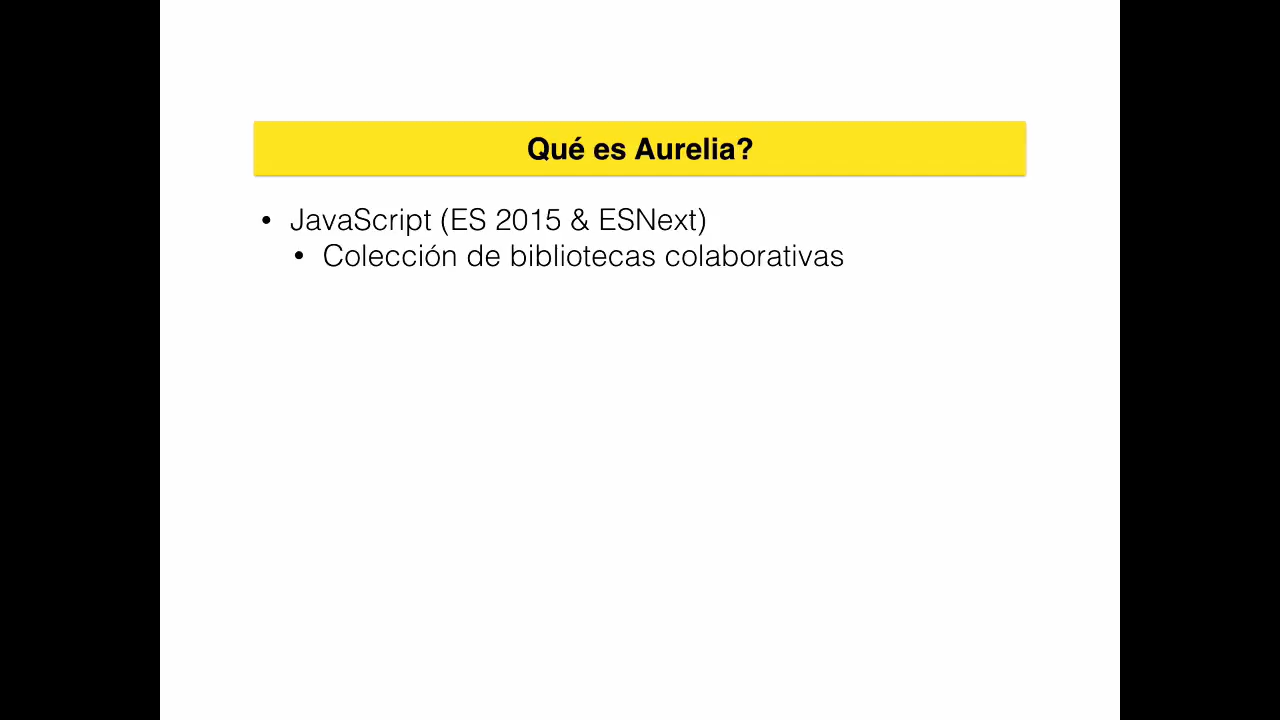 Qué es Aurelia?
• JavaScript (ES 2015 & ESNext)
• Colección de bibliotecas colaborativas